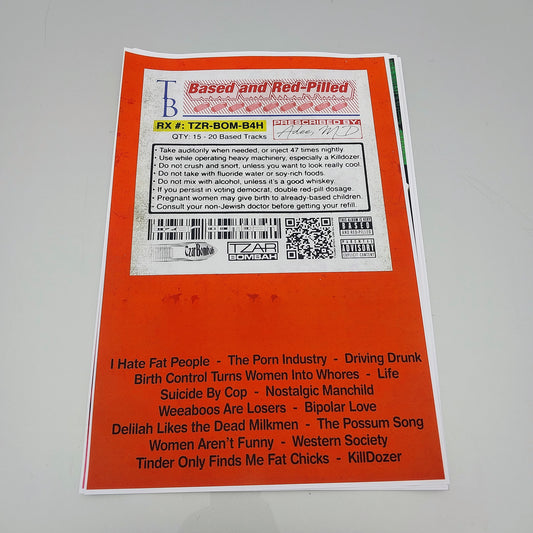 TB
Based and Red-Pilled
RX #: TZR-BOM-B4H
QTY: 15 - 20 Based Tracks
PRESCRIBED BY:
Adee, M.D.
• Take auditorily when needed, or inject 47 times nightly.
• Use while operating heavy machinery, especially a Killdozer.
• Do not crush and snort, unless you want to look really cool.
• Do not take with fluoride water or soy-rich foods.
• Do not mix with alcohol, unless it's a good whiskey.
• If you persist in voting democrat, double red-pill dosage.
• Pregnant women may give birth to already-based children.
• Consult your non-Jewish doctor before getting your refill.
TzarBombah
TZAR
BOMBAH
BASED
AND RED-PILLED
PARENTAL
ADVISORY
EXPLICIT CONTENT
I Hate Fat People - The Porn Industry - Driving Drunk
Birth Control Turns Women Into Whores - Life
Suicide By Cop - Nostalgic Manchild
Weeaboos Are Losers - Bipolar Love
Delilah Likes the Dead Milkmen - The Possum Song
Women Aren't Funny - Western Society
Tinder Only Finds Me Fat Chicks - KillDozer